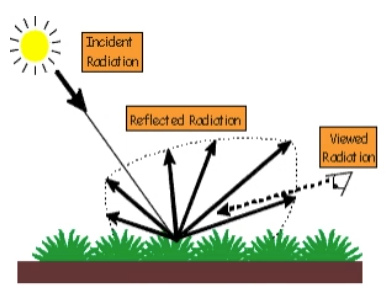 Incident
Radiation
Reflected Radiation
Viewed
Radiation